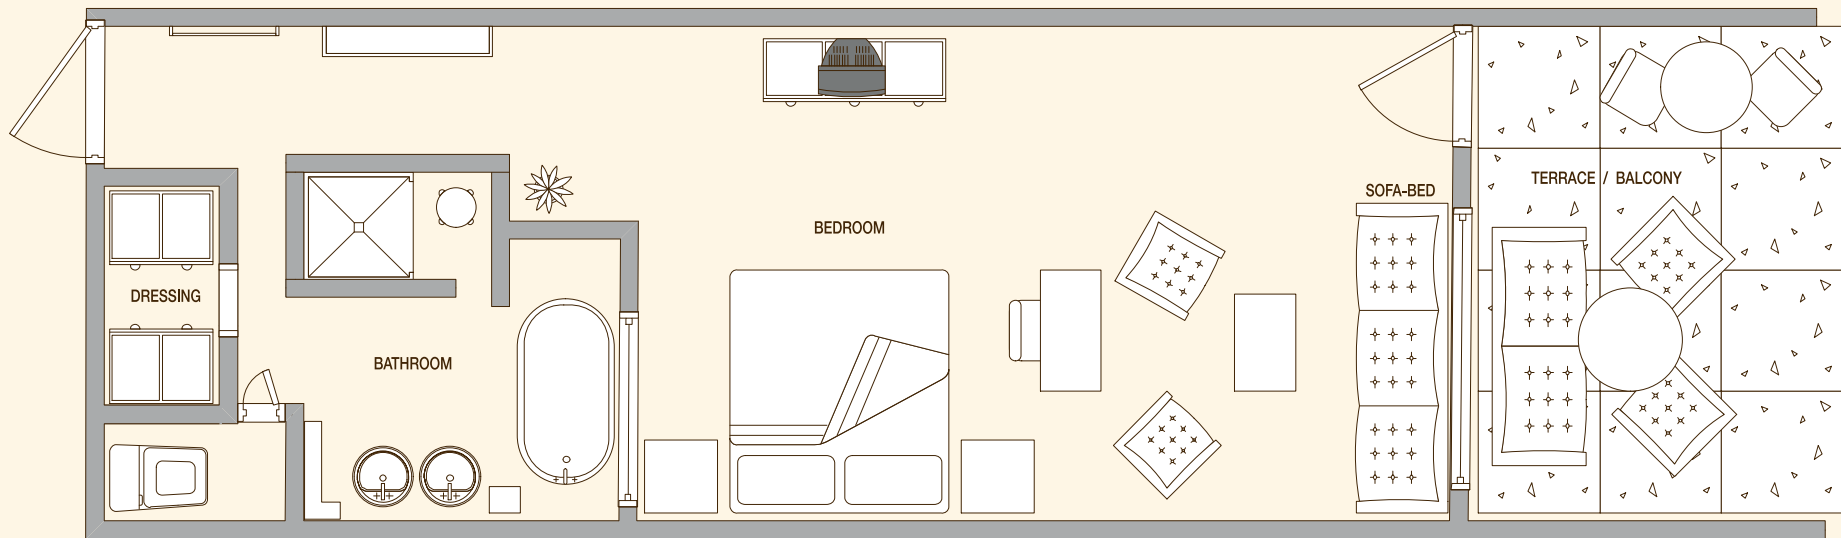 TERRACE / BALCONY
SOFA-BED
BEDROOM
DRESSING
BATHROOM